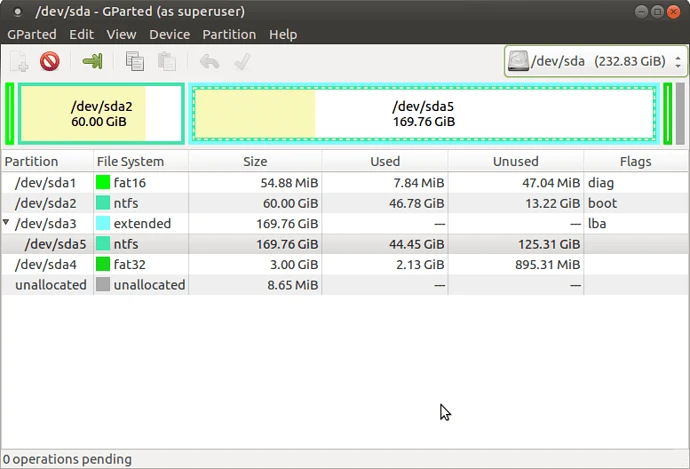 /dev/sda - GParted (as superuser)
GParted Edit View Device Partition Help
/dev/sda (232.83 GiB)
/dev/sda2
60.00 GiB
/dev/sda5
169.76 GiB
Partition File System Size Used Unused Flags
/dev/sda1 fat16 54.88 MiB 7.84 MiB 47.04 MiB diag
/dev/sda2 ntfs 60.00 GiB 46.78 GiB 13.22 GiB boot
/dev/sda3 extended 169.76 GiB --- --- lba
/dev/sda5 ntfs 169.76 GiB 44.45 GiB 125.31 GiB
/dev/sda4 fat32 3.00 GiB 2.13 GiB 895.31 MiB
unallocated unallocated 8.65 MiB --- ---
0 operations pending